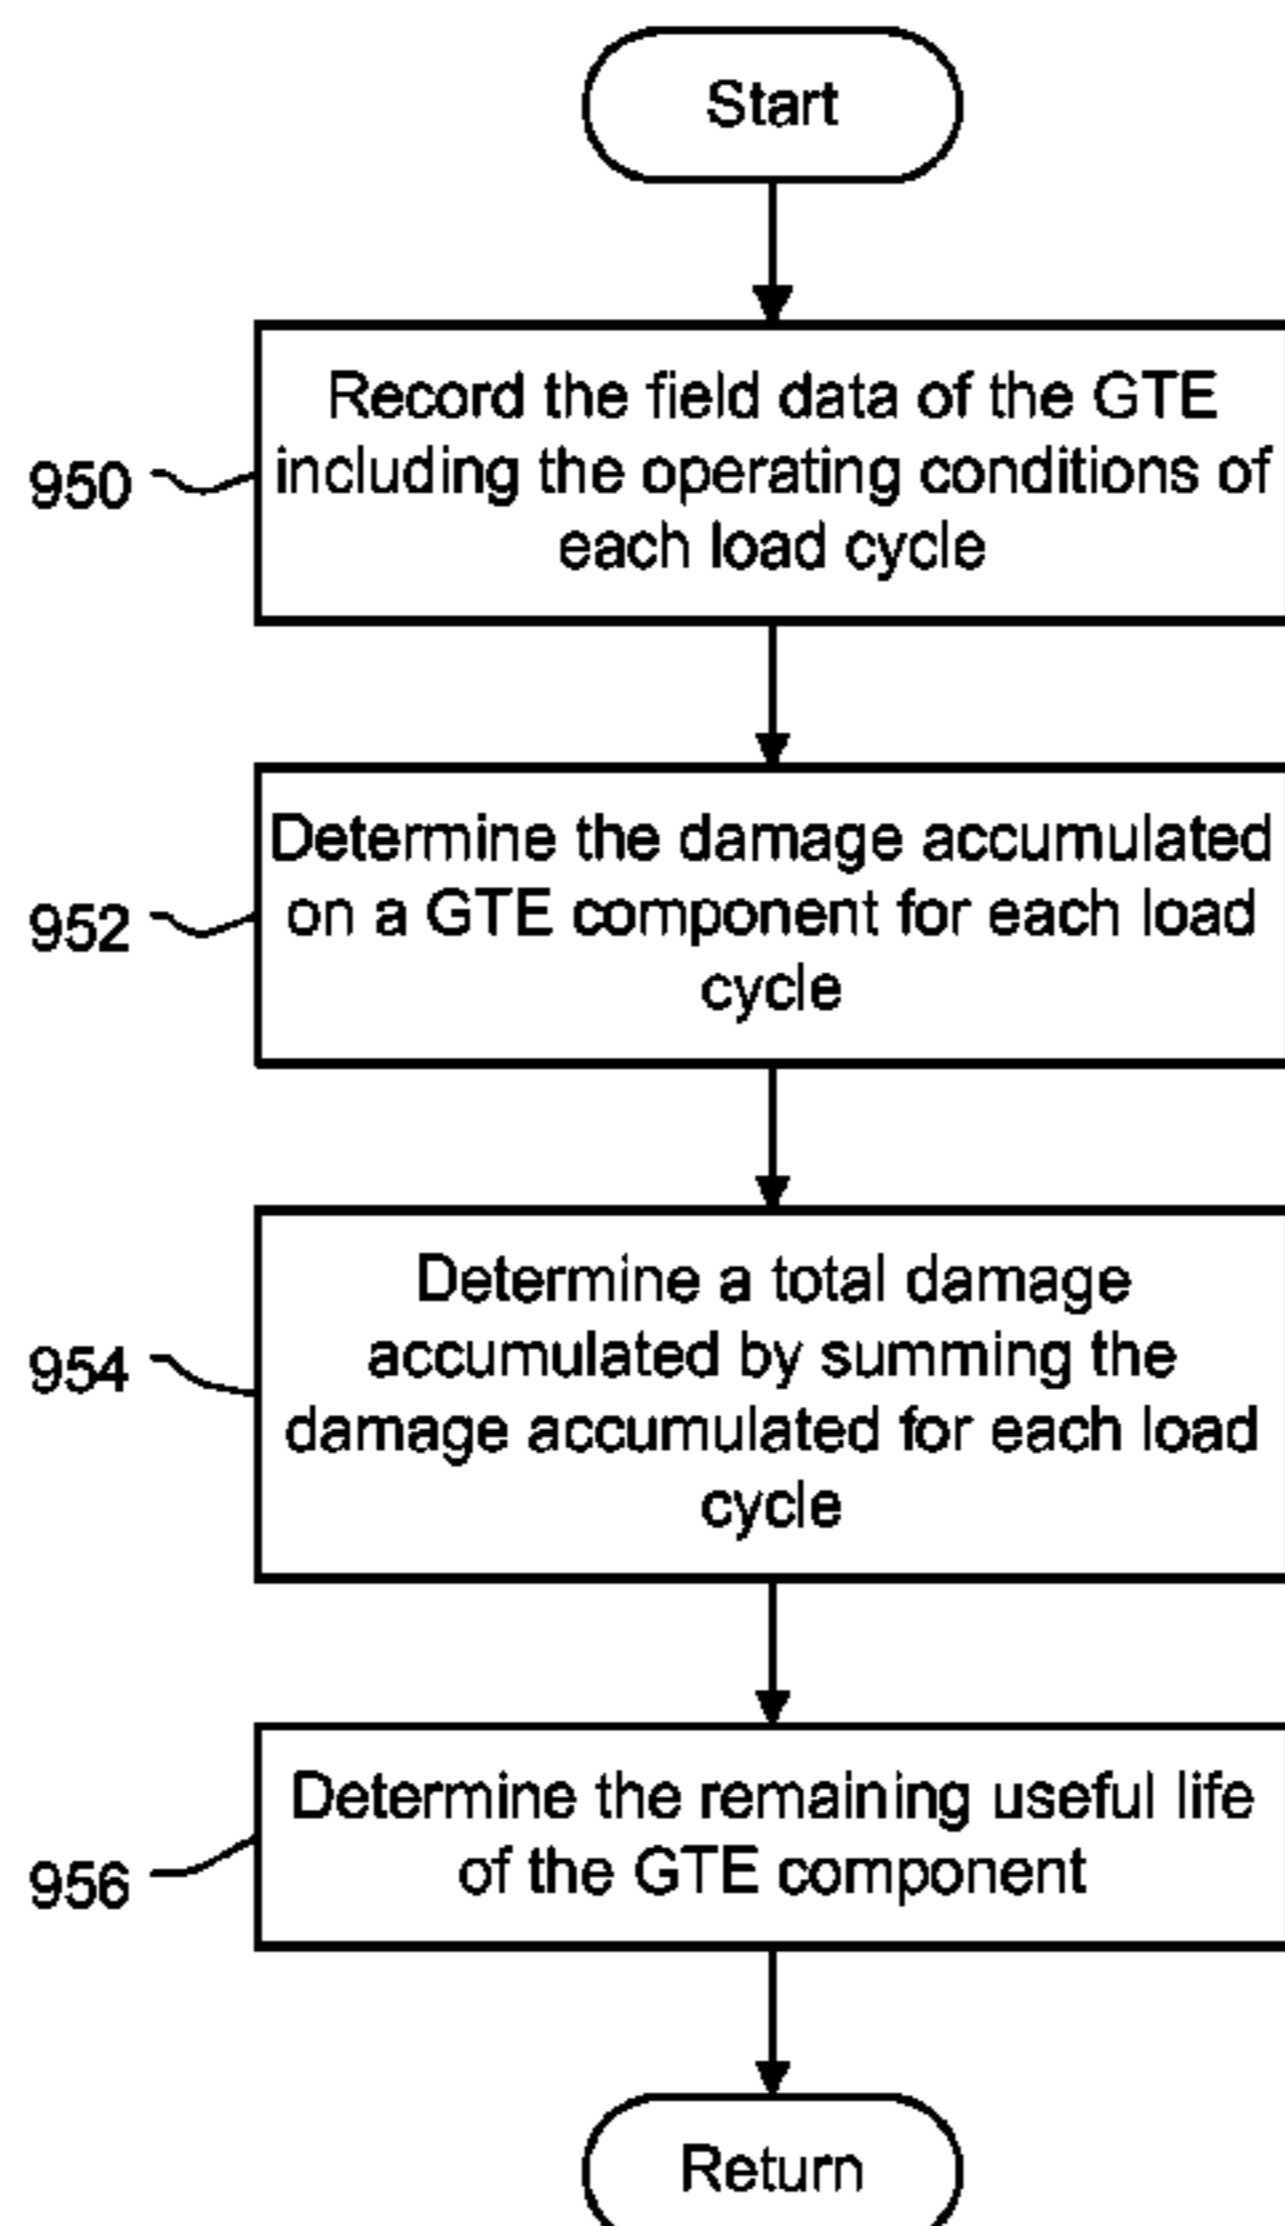 Start
Record the field data of the GTE
including the operating conditions of
each load cycle
950
Determine the damage accumulated
on a GTE component for each load
cycle
952
Determine a total damage
accumulated by summing the
damage accumulated for each load
cycle
954
Determine the remaining useful life
of the GTE component
956
Return